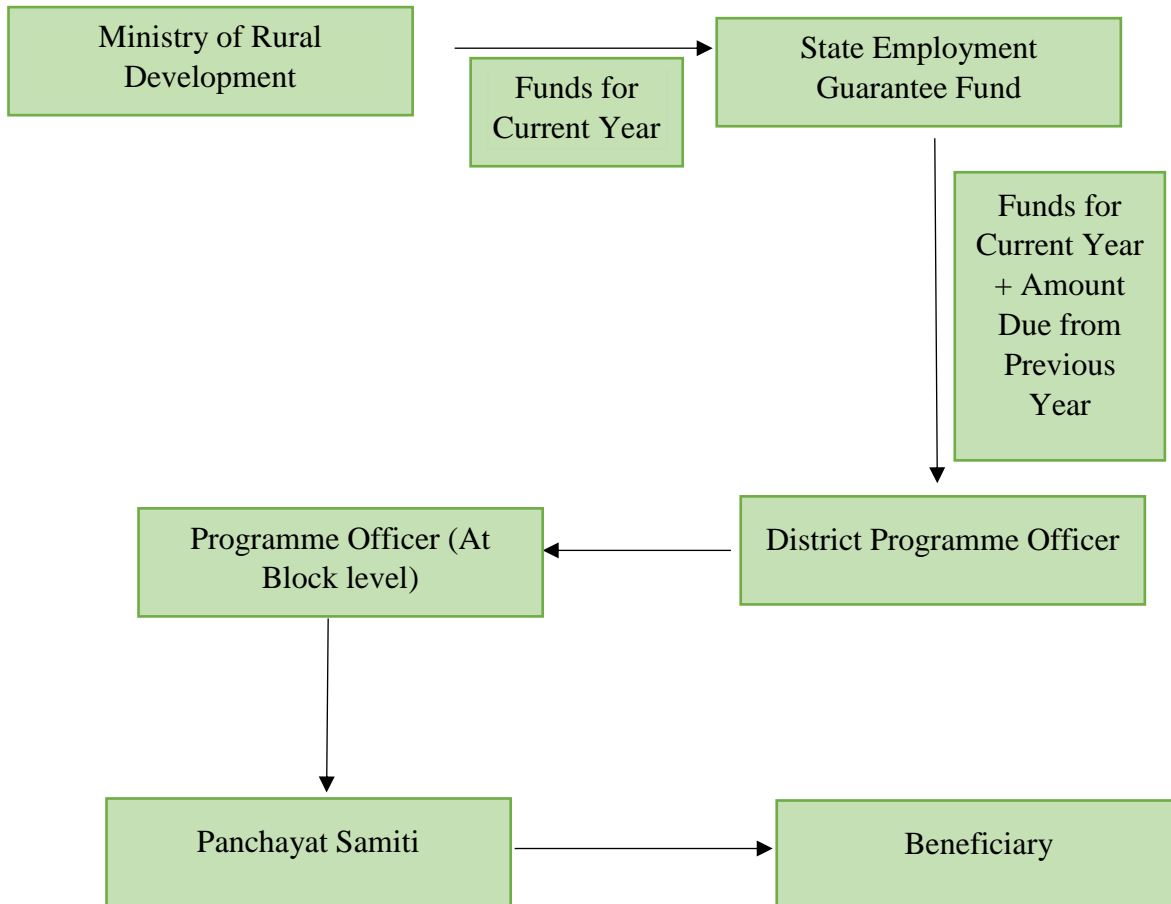 Ministry of Rural
Development
Funds for
Current Year
State Employment
Guarantee Fund
Funds for
Current Year
+ Amount
Due from
Previous
Year
Programme Officer (At
Block level)
District Programme Officer
Panchayat Samiti
Beneficiary